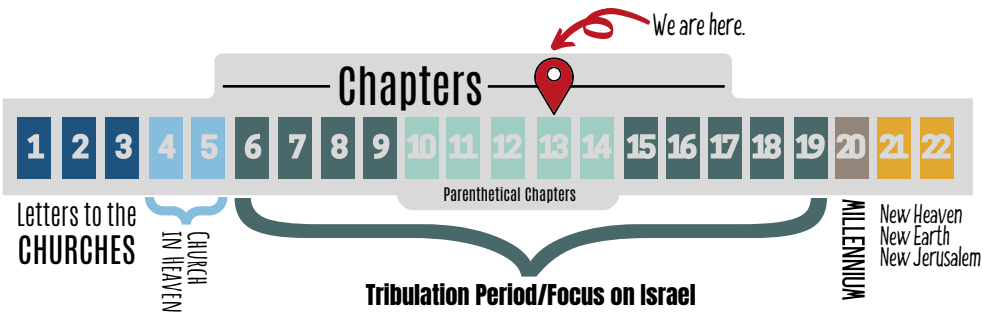 We are here.
Chapters
1 2 3 4 5 6 7 8 9 10 11 12 13 14 15 16 17 18 19 20 21 22
Parenthetical Chapters
Letters to the
CHURCHES
CHURCH
IN HEAVEN
Tribulation Period/Focus on Israel
MILLENNIUM
New Heaven
New Earth
New Jerusalem